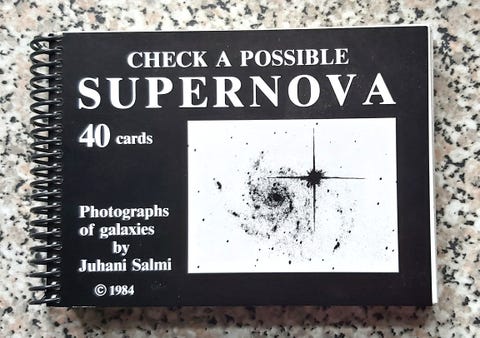 CHECK A POSSIBLE
SUPERNOVA
40 cards
Photographs
of galaxies
by
Juhani Salmi
© 1984